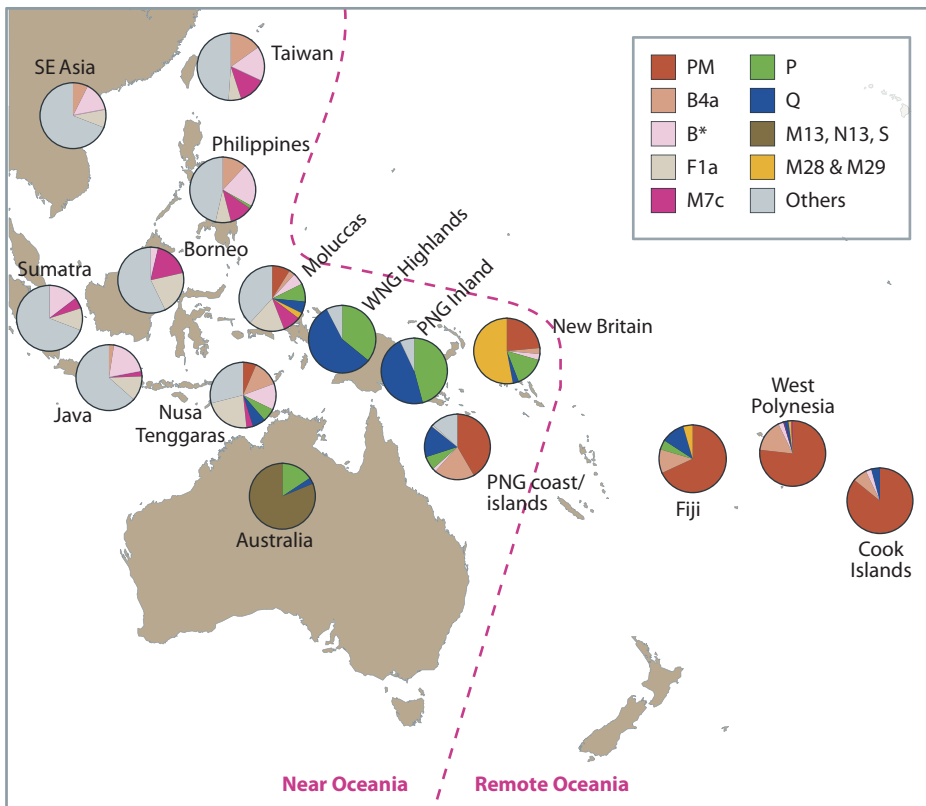 SE Asia
Taiwan
PM
B4a
B*
F1a
M7c
P
Q
M13, N13, S
M28 & M29
Others
Philippines
Borneo
Sumatra
Moluccas
WNG Highlands
PNG Inland
New Britain
Java
Nusa
Tenggaras
West
Polynesia
PNG coast/
islands
Fiji
Australia
Cook
Islands
Near Oceania
Remote Oceania